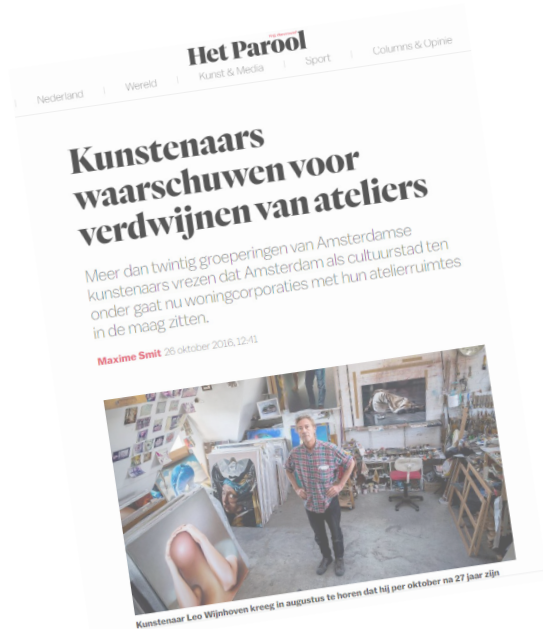 Het Parool
Nederland
Wereld
Kunst & Media
Sport
Columns & Opinie
Kunstenaars
waarschuwen voor
verdwijnen van ateliers
Meer dan twintig groeperingen van Amsterdamse
kunstenaars vrezen dat Amsterdam als cultuurstad ten
onder gaat nu woningcorporaties met hun atelierruimtes
in de maag zitten.
Maxime Smit 26 oktober 2016, 12:41
Kunstenaar Leo Wijnhoven kreeg in augustus te horen dat hij per oktober na 27 jaar zijn